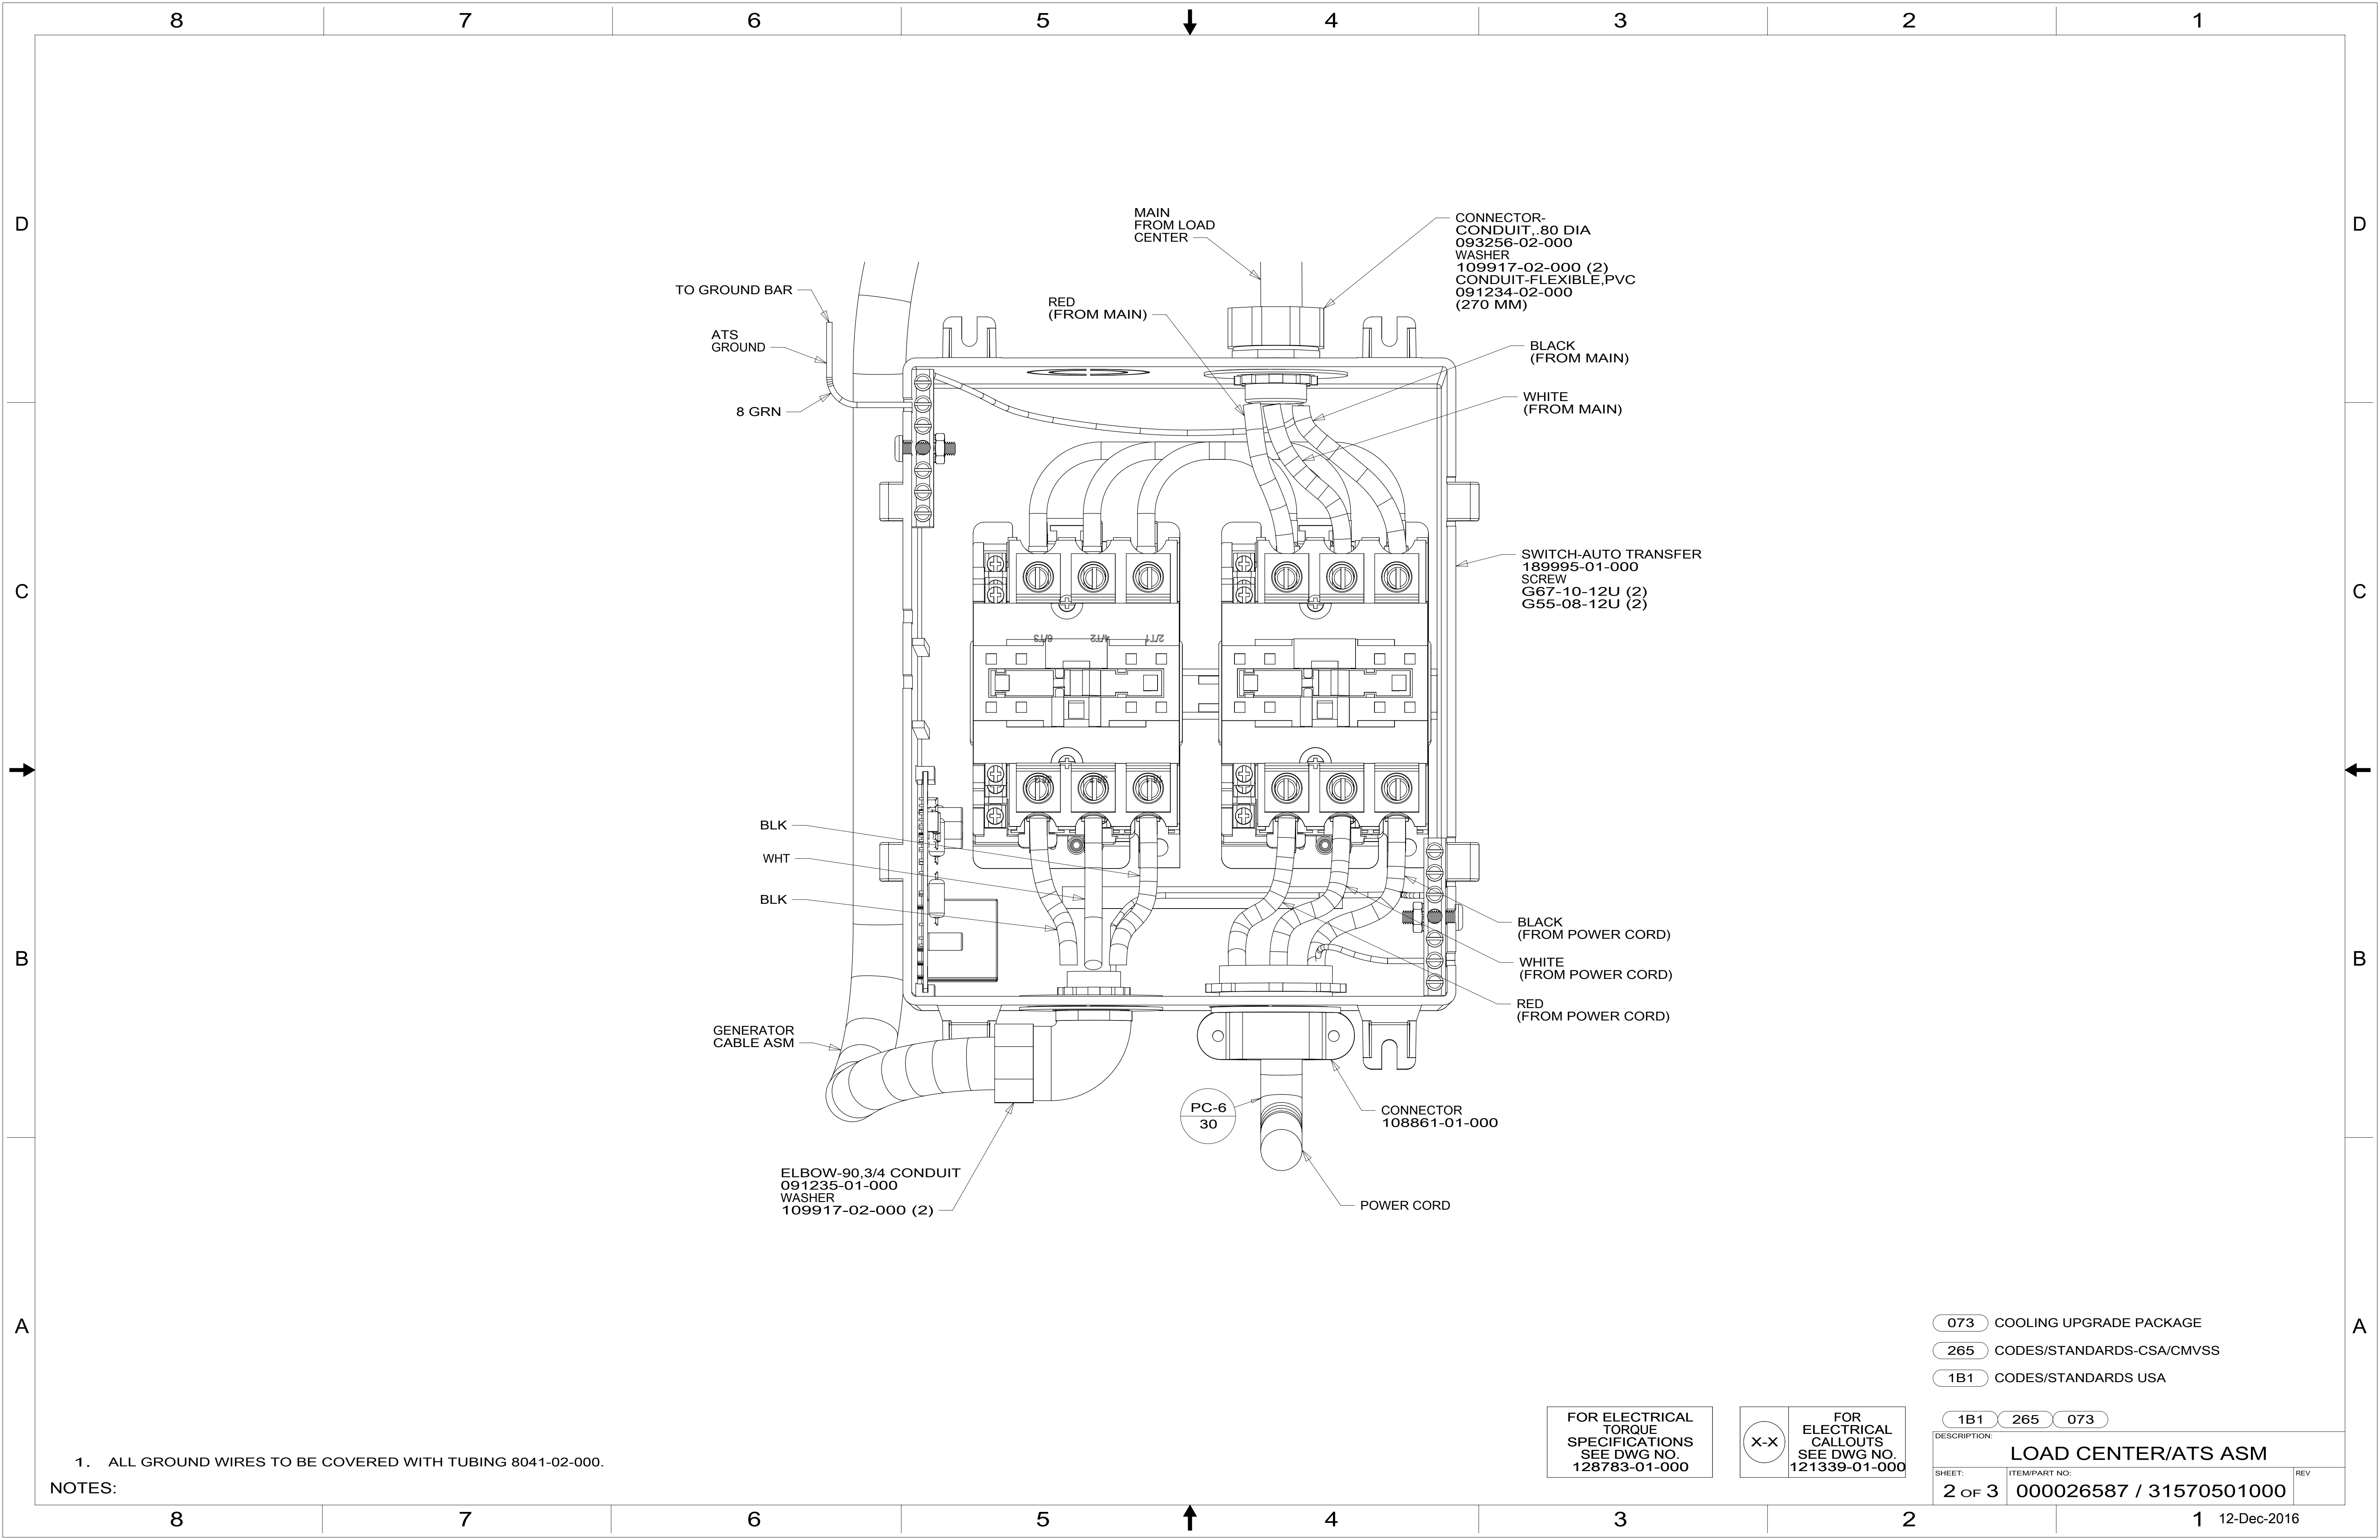 8 7 6 5 4 3 2 1
D
D
MAIN
FROM LOAD
CENTER
CONNECTOR-
CONDUIT,.80 DIA
093256-02-000
WASHER
109917-02-000 (2)
CONDUIT-FLEXIBLE,PVC
091234-02-000
(270 MM)
TO GROUND BAR
RED
(FROM MAIN)
ATS
GROUND
BLACK
(FROM MAIN)
8 GRN
WHITE
(FROM MAIN)
C
C
SWITCH-AUTO TRANSFER
189995-01-000
SCREW
G67-10-12U (2)
G55-08-12U (2)
6/T3 4/T2 2/T1
BLK
WHT
BLK
BLACK
(FROM POWER CORD)
WHITE
(FROM POWER CORD)
RED
(FROM POWER CORD)
B
B
GENERATOR
CABLE ASM
PC-6
30
CONNECTOR
108861-01-000
ELBOW-90,3/4 CONDUIT
091235-01-000
WASHER
109917-02-000 (2)
POWER CORD
A
A
073 COOLING UPGRADE PACKAGE
265 CODES/STANDARDS-CSA/CMVSS
1B1 CODES/STANDARDS USA
1B1 265 073
FOR ELECTRICAL
TORQUE
SPECIFICATIONS
SEE DWG NO.
128783-01-000
X-X
FOR
ELECTRICAL
CALLOUTS
SEE DWG NO.
121339-01-000
DESCRIPTION:
LOAD CENTER/ATS ASM
SHEET: ITEM/PART NO: REV
2 OF 3 000026587 / 31570501000
1. ALL GROUND WIRES TO BE COVERED WITH TUBING 8041-02-000.
NOTES:
8 7 6 5 4 3 2 1 12-Dec-2016